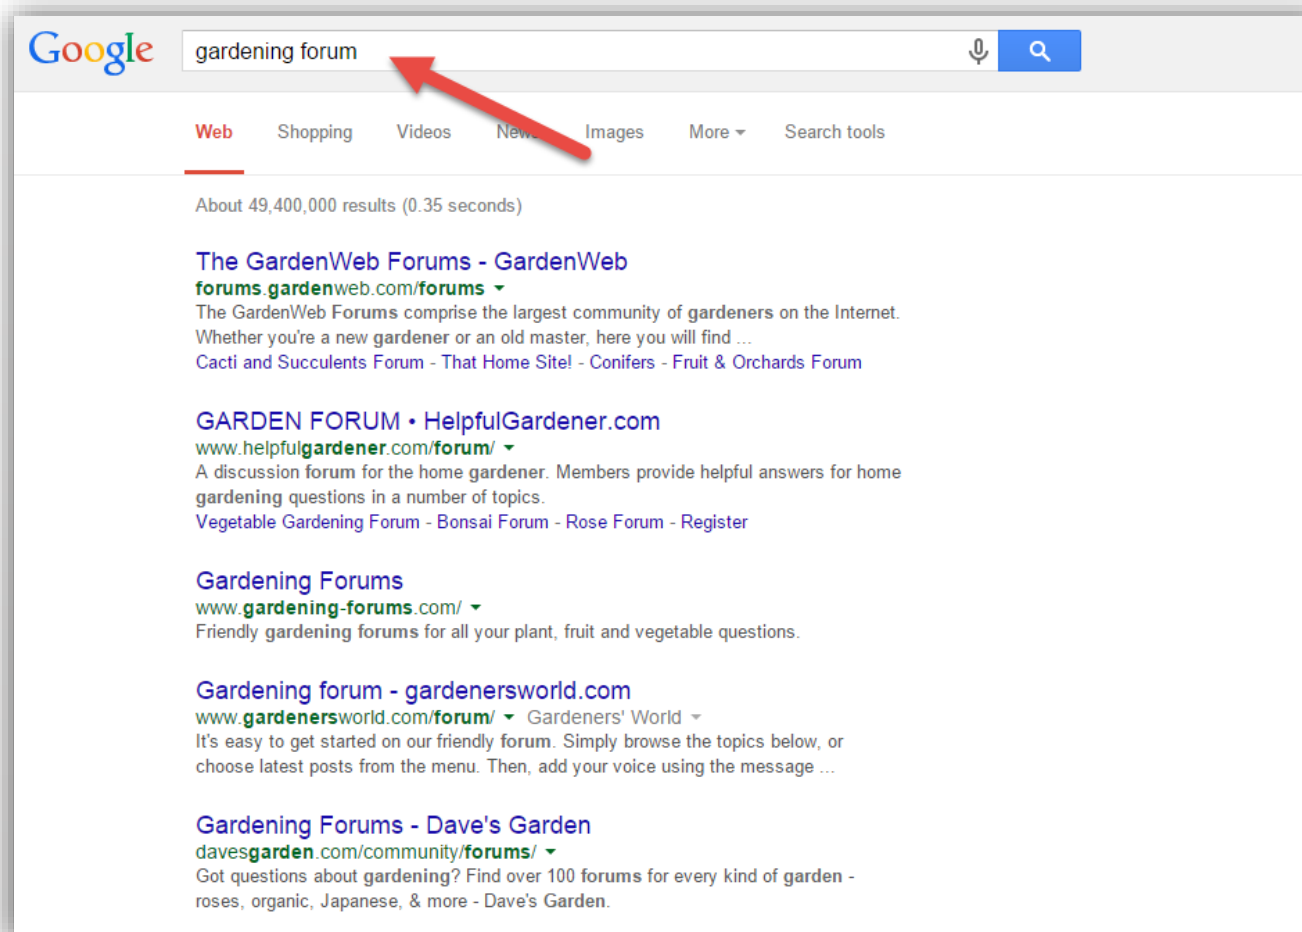 Google gardening forum
Web Shopping Videos News Images More Search tools
About 49,400,000 results (0.35 seconds)
The GardenWeb Forums - GardenWeb
forums.gardenweb.com/forums
The GardenWeb Forums comprise the largest community of gardeners on the Internet.
Whether you're a new gardener or an old master, here you will find ...
Cacti and Succulents Forum - That Home Site! - Conifers - Fruit & Orchards Forum
GARDEN FORUM • HelpfulGardener.com
www.helpfulgardener.com/forum/
A discussion forum for the home gardener. Members provide helpful answers for home
gardening questions in a number of topics.
Vegetable Gardening Forum - Bonsai Forum - Rose Forum - Register
Gardening Forums
www.gardening-forums.com/
Friendly gardening forums for all your plant, fruit and vegetable questions.
Gardening forum - gardenersworld.com
www.gardenersworld.com/forum/ Gardeners' World
It's easy to get started on our friendly forum. Simply browse the topics below, or
choose latest posts from the menu. Then, add your voice using the message ...
Gardening Forums - Dave's Garden
davesgarden.com/community/forums/
Got questions about gardening? Find over 100 forums for every kind of garden -
roses, organic, Japanese, & more - Dave's Garden.